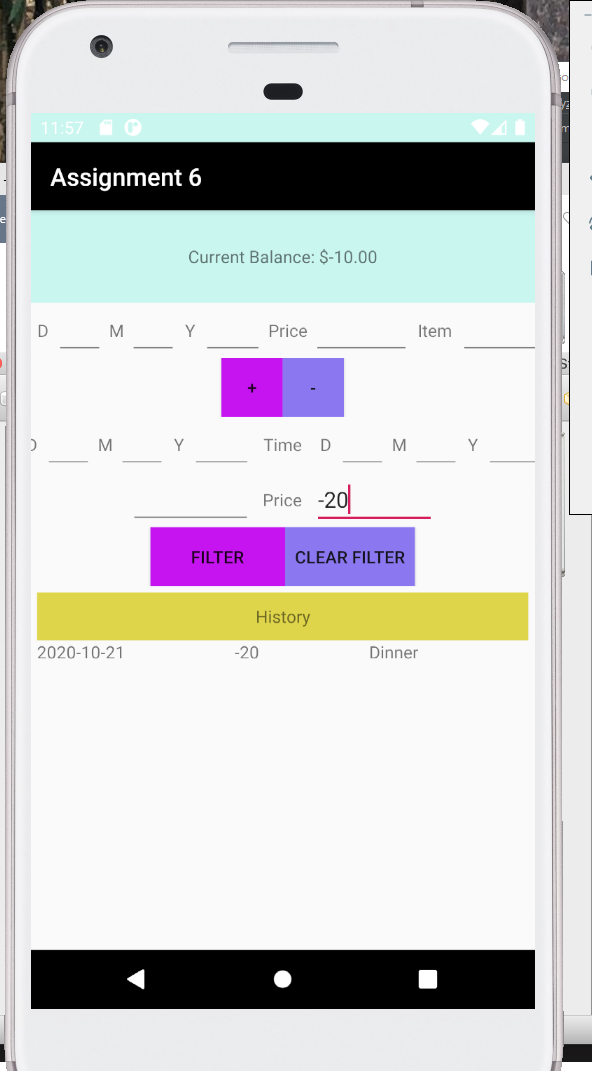 11:57
Assignment 6
Current Balance: $-10.00
D M Y Price Item
+ -
D M Y Time D M Y
Price -20
FILTER CLEAR FILTER
History
2020-10-21 -20 Dinner